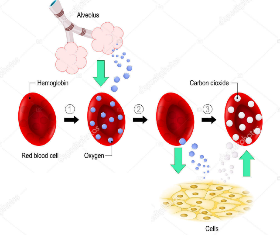 Alveolus
Hemoglobin
Carbon dioxide
1
2
3
Red blood cell
Oxygen
Cells